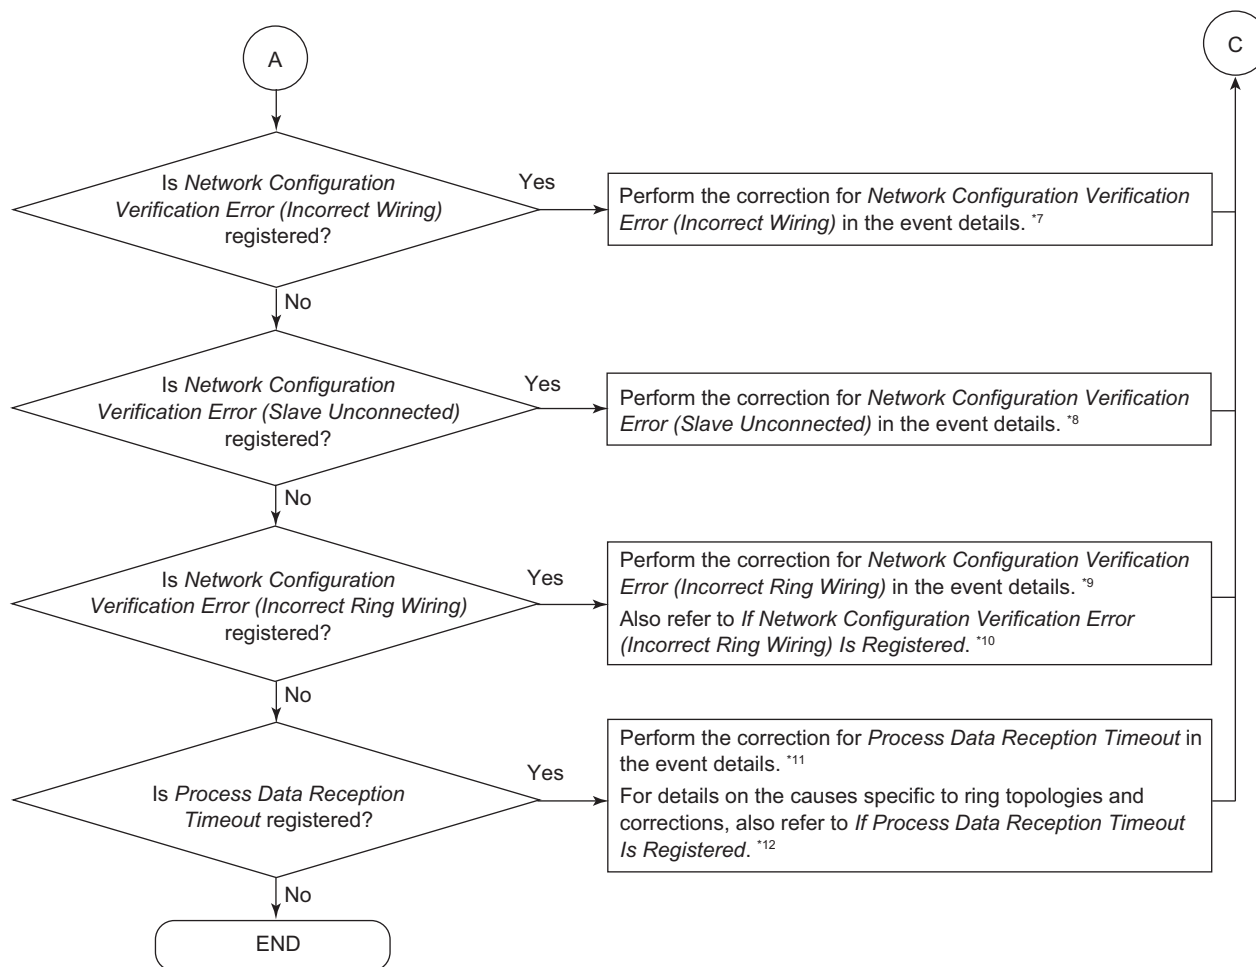 A
C
Is Network Configuration
Verification Error (Incorrect Wiring)
registered?
Yes
Perform the correction for Network Configuration Verification
Error (Incorrect Wiring) in the event details. *7
No
Is Network Configuration
Verification Error (Slave Unconnected)
registered?
Yes
Perform the correction for Network Configuration Verification
Error (Slave Unconnected) in the event details. *8
No
Is Network Configuration
Verification Error (Incorrect Ring Wiring)
registered?
Yes
Perform the correction for Network Configuration Verification
Error (Incorrect Ring Wiring) in the event details. *9
Also refer to If Network Configuration Verification Error
(Incorrect Ring Wiring) Is Registered. *10
No
Is Process Data Reception
Timeout registered?
Yes
Perform the correction for Process Data Reception Timeout in
the event details. *11
For details on the causes specific to ring topologies and
corrections, also refer to If Process Data Reception Timeout
Is Registered. *12
No
END